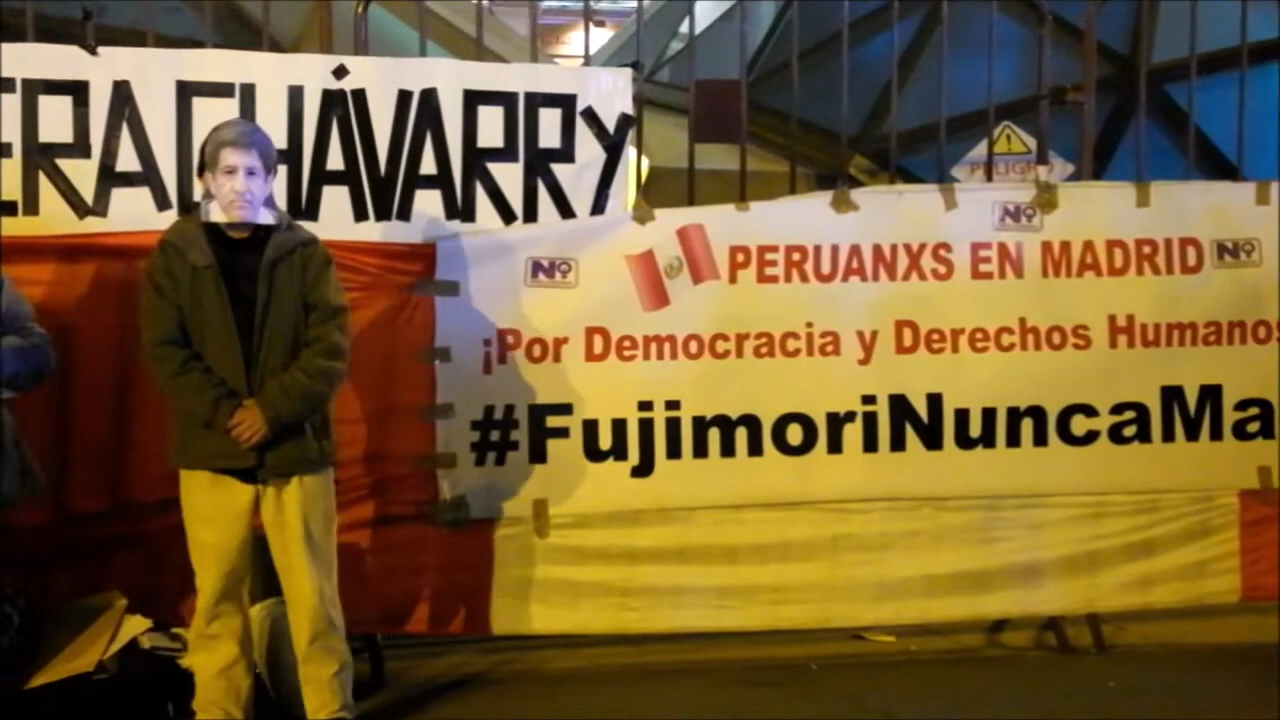 ERA CHÁVARRY
PELIGRO
NO
NO
NO
PERUANXS EN MADRID
¡Por Democracia y Derechos Humanos
#FujimoriNuncaMa